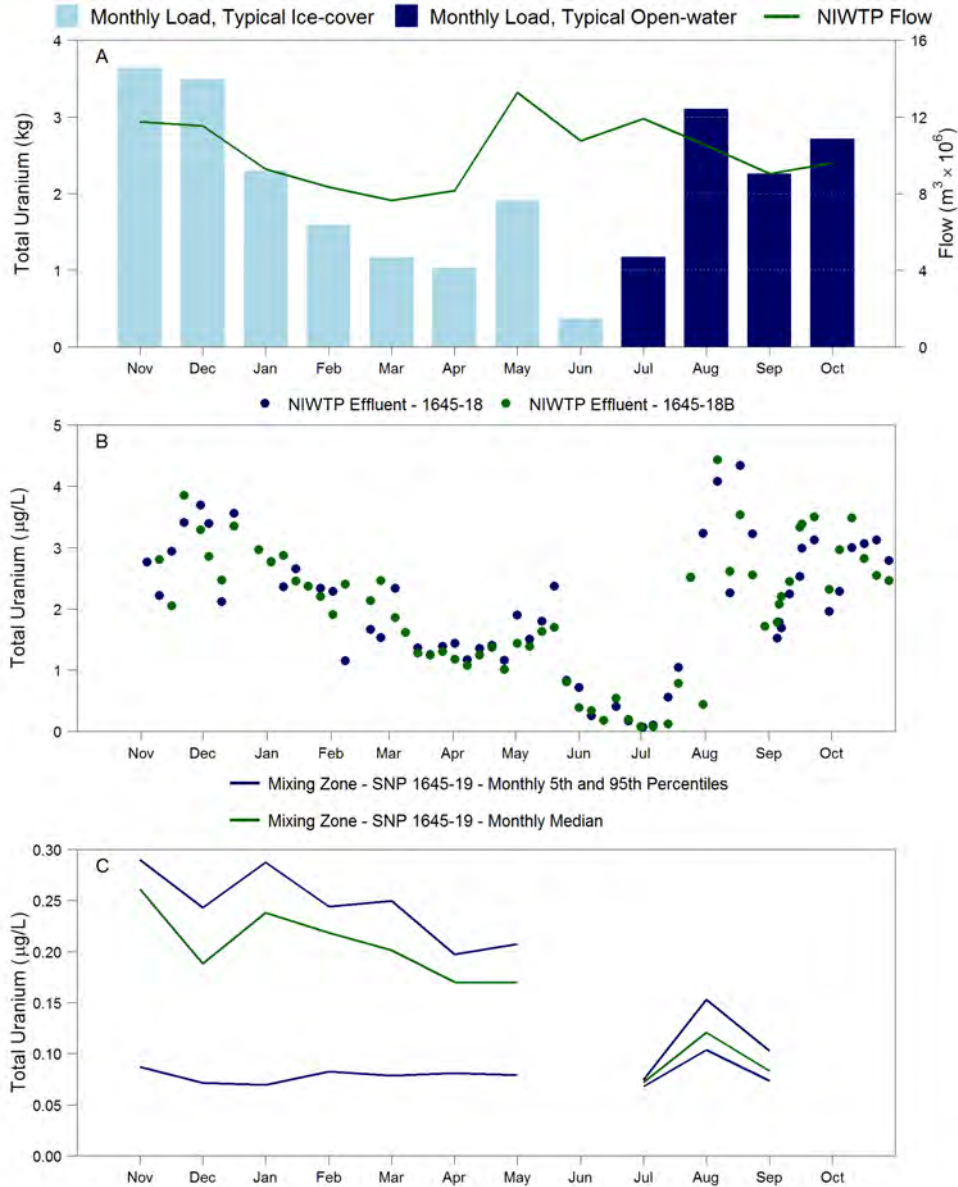 Monthly Load, Typical Ice-cover Monthly Load, Typical Open-water NIWTP Flow
A
Total Uranium (kg)
4
3
2
1
0
Flow (m³ × 10⁶)
16
12
8
4
0
Nov Dec Jan Feb Mar Apr May Jun Jul Aug Sep Oct
NIWTP Effluent - 1645-18 NIWTP Effluent - 1645-18B
B
Total Uranium (µg/L)
5
4
3
2
1
0
Nov Dec Jan Feb Mar Apr May Jun Jul Aug Sep Oct
Mixing Zone - SNP 1645-19 - Monthly 5th and 95th Percentiles
Mixing Zone - SNP 1645-19 - Monthly Median
C
Total Uranium (µg/L)
0.30
0.25
0.20
0.15
0.10
0.05
0.00
Nov Dec Jan Feb Mar Apr May Jun Jul Aug Sep Oct